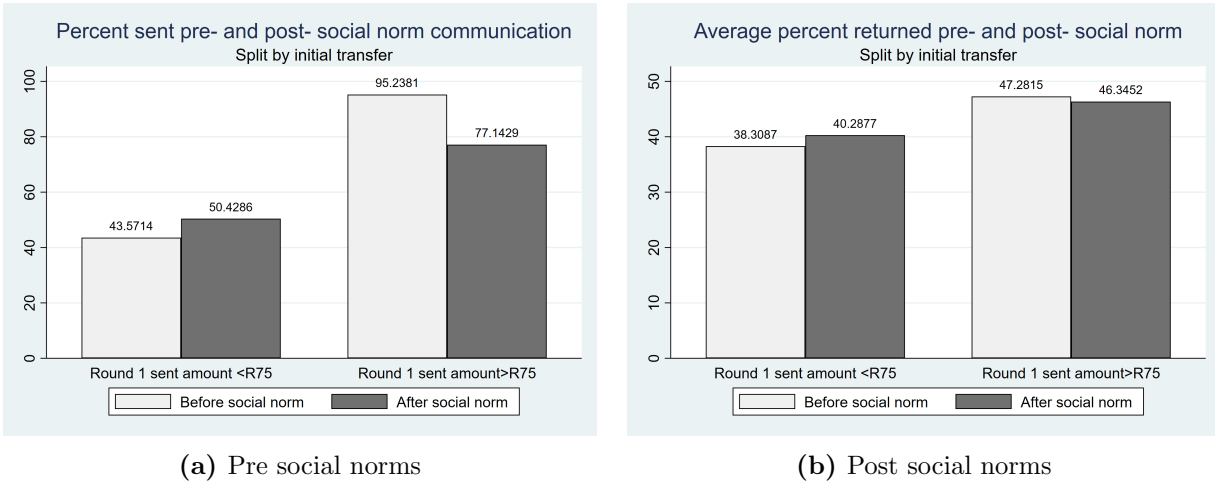 Percent sent pre- and post- social norm communication
Split by initial transfer
0
20
40
60
80
100
43.5714
50.4286
95.2381
77.1429
Round 1 sent amount <R75
Round 1 sent amount>R75
Before social norm
After social norm
(a) Pre social norms
Average percent returned pre- and post- social norm
Split by initial transfer
0
10
20
30
40
50
38.3087
40.2877
47.2815
46.3452
Round 1 sent amount <R75
Round 1 sent amount>R75
Before social norm
After social norm
(b) Post social norms